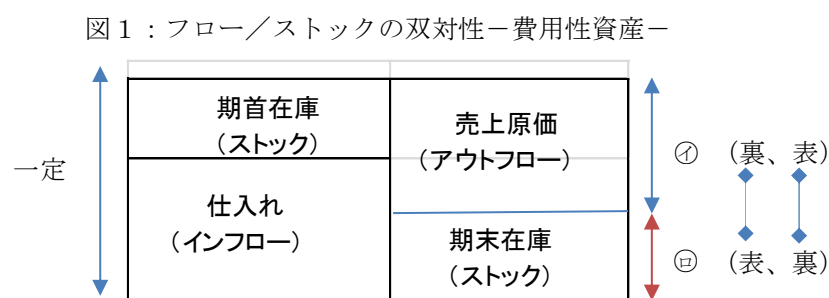 図１：フロー／ストックの双対性－費用性資産－
期首在庫
（ストック）
売上原価
（アウトフロー）
一定
仕入れ
（インフロー）
期末在庫
（ストック）
㋑ （裏、表）
㋺ （表、裏）